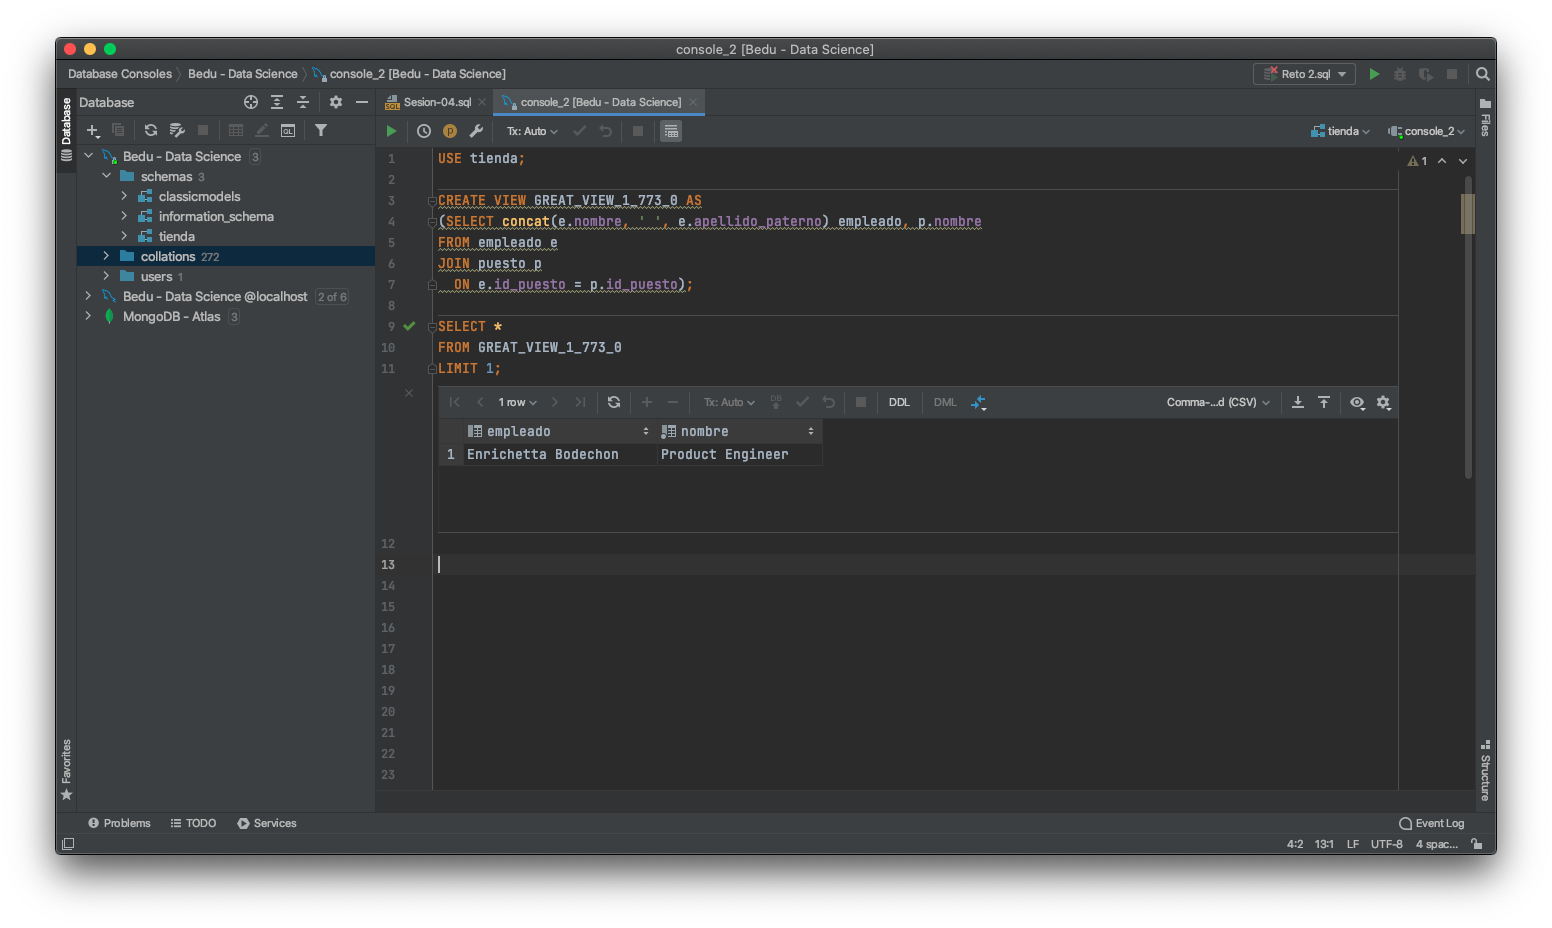 console_2 [Bedu - Data Science]
Database Consoles Bedu - Data Science console_2 [Bedu - Data Science] Reto 2.sql
Database
Database
Sesion-04.sql console_2 [Bedu - Data Science]
Files
Tx: Auto tienda console_2
Bedu - Data Science 3
schemas 3
classicmodels
information_schema
tienda
collations 272
users 1
Bedu - Data Science @localhost 2 of 6
MongoDB - Atlas 3
1 USE tienda; 1
2
3 CREATE VIEW GREAT_VIEW_1_773_0 AS
4 (SELECT concat(e.nombre, ' ', e.apellido_paterno) empleado, p.nombre
5 FROM empleado e
6 JOIN puesto p
7 ON e.id_puesto = p.id_puesto);
8
9 SELECT *
10 FROM GREAT_VIEW_1_773_0
11 LIMIT 1;
1 row Tx: Auto DB DDL DML Comma-...d (CSV)
empleado nombre
1 Enrichetta Bodechon Product Engineer
12
13
14
15
16
17
18
19
20
21
22
23
Favorites
Structure
Problems TODO Services Event Log
4:2 13:1 LF UTF-8 4 spac...